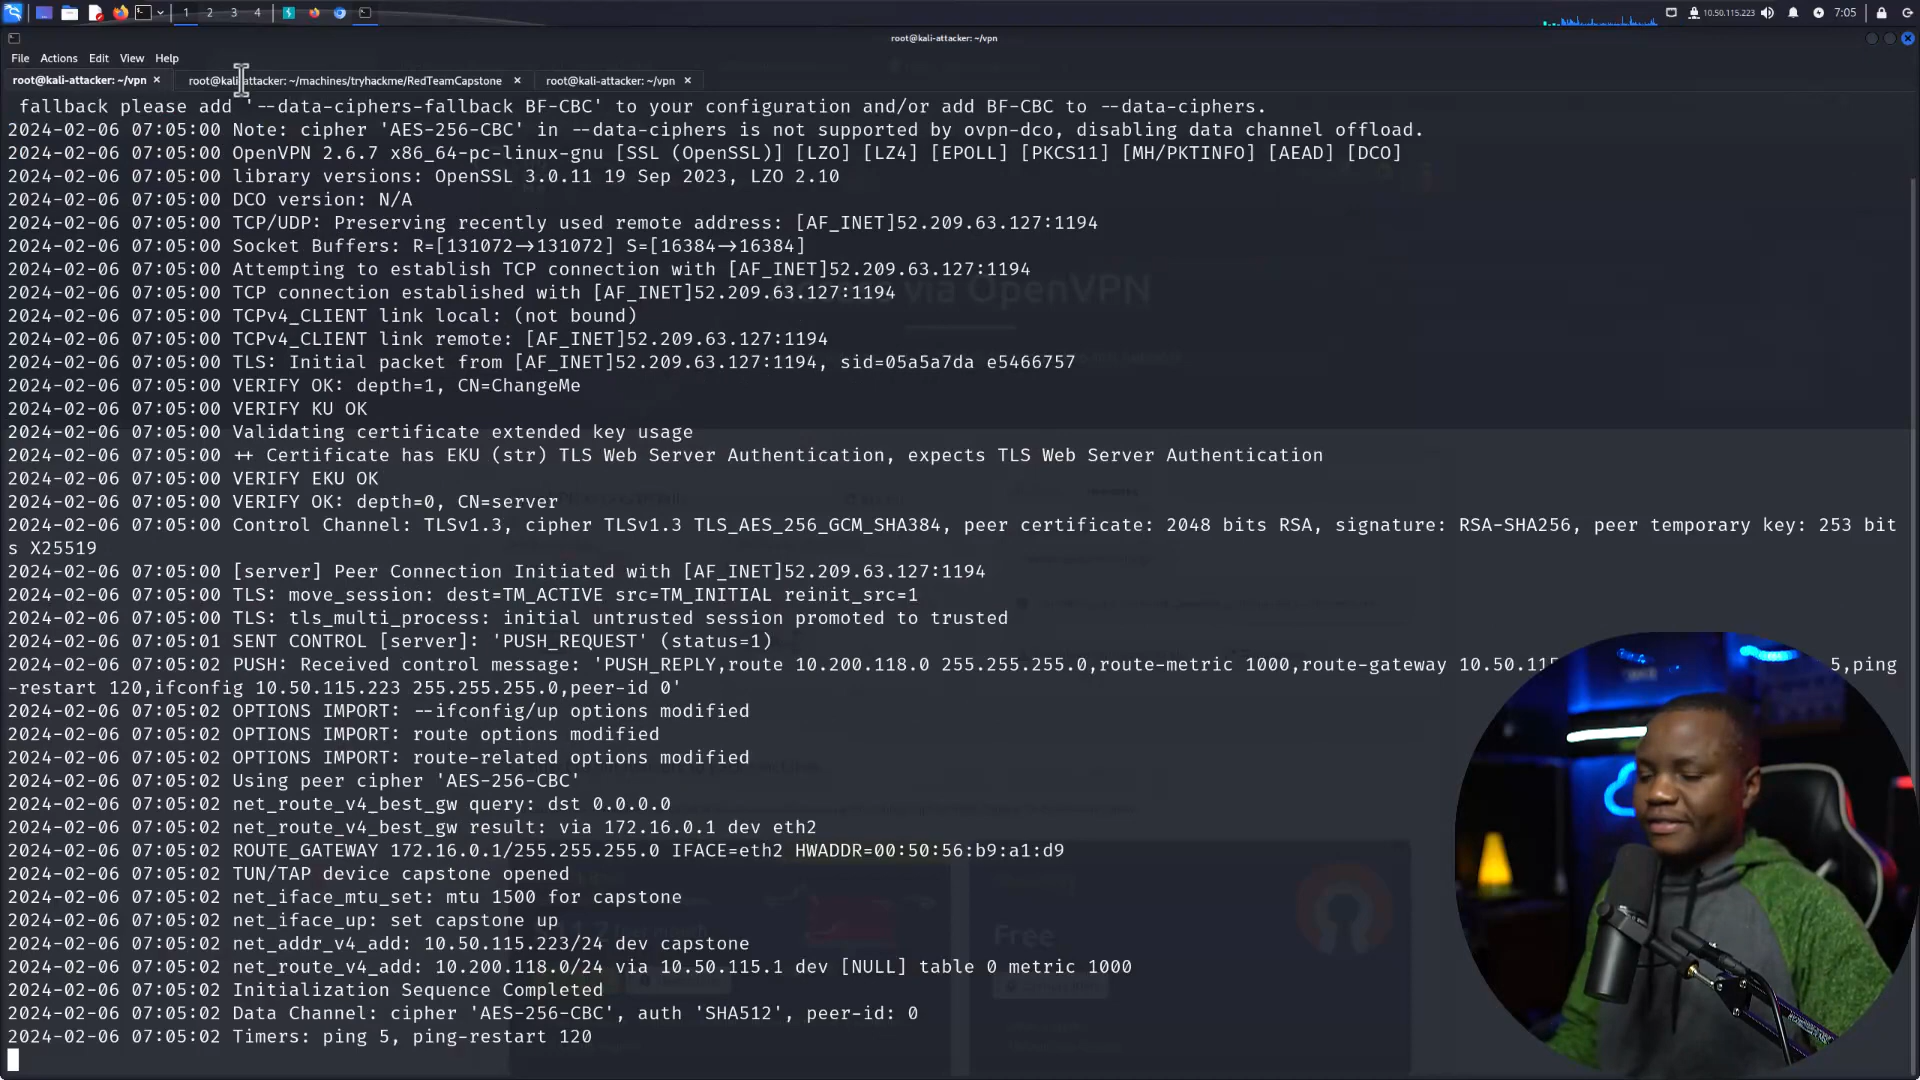 1 2 3 4
10.50.115.223
7:05
root@kali-attacker: ~/vpn
File Actions Edit View Help
root@kali-attacker: ~/vpn × root@kali-attacker: ~/machines/tryhackme/RedTeamCapstone × root@kali-attacker: ~/vpn ×
fallback please add '--data-ciphers-fallback BF-CBC' to your configuration and/or add BF-CBC to --data-ciphers.
2024-02-06 07:05:00 Note: cipher 'AES-256-CBC' in --data-ciphers is not supported by ovpn-dco, disabling data channel offload.
2024-02-06 07:05:00 OpenVPN 2.6.7 x86_64-pc-linux-gnu [SSL (OpenSSL)] [LZO] [LZ4] [EPOLL] [PKCS11] [MH/PKTINFO] [AEAD] [DCO]
2024-02-06 07:05:00 library versions: OpenSSL 3.0.11 19 Sep 2023, LZO 2.10
2024-02-06 07:05:00 DCO version: N/A
2024-02-06 07:05:00 TCP/UDP: Preserving recently used remote address: [AF_INET]52.209.63.127:1194
2024-02-06 07:05:00 Socket Buffers: R=[131072->131072] S=[16384->16384]
2024-02-06 07:05:00 Attempting to establish TCP connection with [AF_INET]52.209.63.127:1194
2024-02-06 07:05:00 TCP connection established with [AF_INET]52.209.63.127:1194
via OpenVPN
2024-02-06 07:05:00 TCPv4_CLIENT link local: (not bound)
2024-02-06 07:05:00 TCPv4_CLIENT link remote: [AF_INET]52.209.63.127:1194
2024-02-06 07:05:00 TLS: Initial packet from [AF_INET]52.209.63.127:1194, sid=05a5a7da e5466757
2024-02-06 07:05:00 VERIFY OK: depth=1, CN=ChangeMe
2024-02-06 07:05:00 VERIFY KU OK
2024-02-06 07:05:00 Validating certificate extended key usage
2024-02-06 07:05:00 ++ Certificate has EKU (str) TLS Web Server Authentication, expects TLS Web Server Authentication
2024-02-06 07:05:00 VERIFY EKU OK
2024-02-06 07:05:00 VERIFY OK: depth=0, CN=server
2024-02-06 07:05:00 Control Channel: TLSv1.3, cipher TLSv1.3 TLS_AES_256_GCM_SHA384, peer certificate: 2048 bits RSA, signature: RSA-SHA256, peer temporary key: 253 bit
s X25519
2024-02-06 07:05:00 [server] Peer Connection Initiated with [AF_INET]52.209.63.127:1194
2024-02-06 07:05:00 TLS: move_session: dest=TM_ACTIVE src=TM_INITIAL reinit_src=1
2024-02-06 07:05:00 TLS: tls_multi_process: initial untrusted session promoted to trusted
2024-02-06 07:05:01 SENT CONTROL [server]: 'PUSH_REQUEST' (status=1)
2024-02-06 07:05:02 PUSH: Received control message: 'PUSH_REPLY,route 10.200.118.0 255.255.255.0,route-metric 1000,route-gateway 10.50.115 5,ping
-restart 120,ifconfig 10.50.115.223 255.255.255.0,peer-id 0'
2024-02-06 07:05:02 OPTIONS IMPORT: --ifconfig/up options modified
2024-02-06 07:05:02 OPTIONS IMPORT: route options modified
2024-02-06 07:05:02 OPTIONS IMPORT: route-related options modified
2024-02-06 07:05:02 Using peer cipher 'AES-256-CBC'
2024-02-06 07:05:02 net_route_v4_best_gw query: dst 0.0.0.0
2024-02-06 07:05:02 net_route_v4_best_gw result: via 172.16.0.1 dev eth2
2024-02-06 07:05:02 ROUTE_GATEWAY 172.16.0.1/255.255.255.0 IFACE=eth2 HWADDR=00:50:56:b9:a1:d9
2024-02-06 07:05:02 TUN/TAP device capstone opened
2024-02-06 07:05:02 net_iface_mtu_set: mtu 1500 for capstone
2024-02-06 07:05:02 net_iface_up: set capstone up
Free
2024-02-06 07:05:02 net_addr_v4_add: 10.50.115.223/24 dev capstone
2024-02-06 07:05:02 net_route_v4_add: 10.200.118.0/24 via 10.50.115.1 dev [NULL] table 0 metric 1000
2024-02-06 07:05:02 Initialization Sequence Completed
2024-02-06 07:05:02 Data Channel: cipher 'AES-256-CBC', auth 'SHA512', peer-id: 0
2024-02-06 07:05:02 Timers: ping 5, ping-restart 120